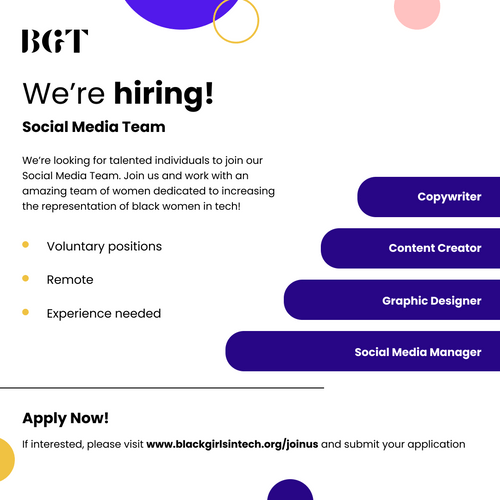 BGT
We're hiring!
Social Media Team
We're looking for talented individuals to join our
Social Media Team. Join us and work with an
amazing team of women dedicated to increasing
the representation of black women in tech!
Voluntary positions
Remote
Experience needed
Copywriter
Content Creator
Graphic Designer
Social Media Manager
Apply Now!
If interested, please visit www.blackgirlsintech.org/joinus and submit your application